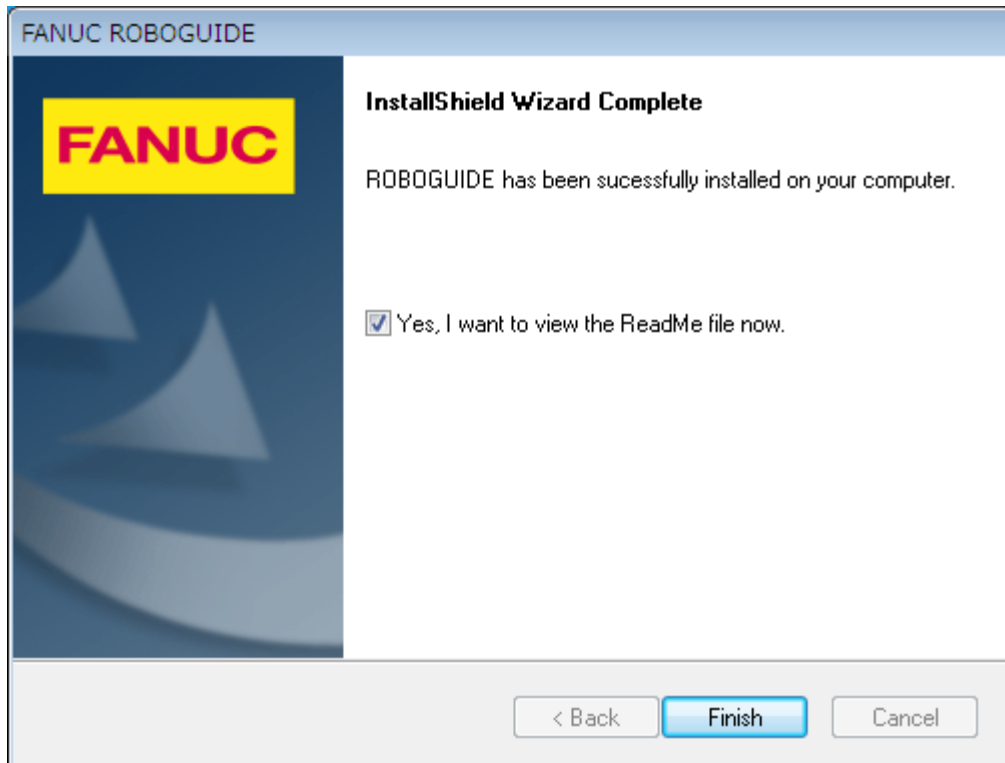 FANUC ROBOGUIDE
FANUC
InstallShield Wizard Complete
ROBOGUIDE has been sucessfully installed on your computer.
Yes, I want to view the ReadMe file now.
< Back
Finish
Cancel